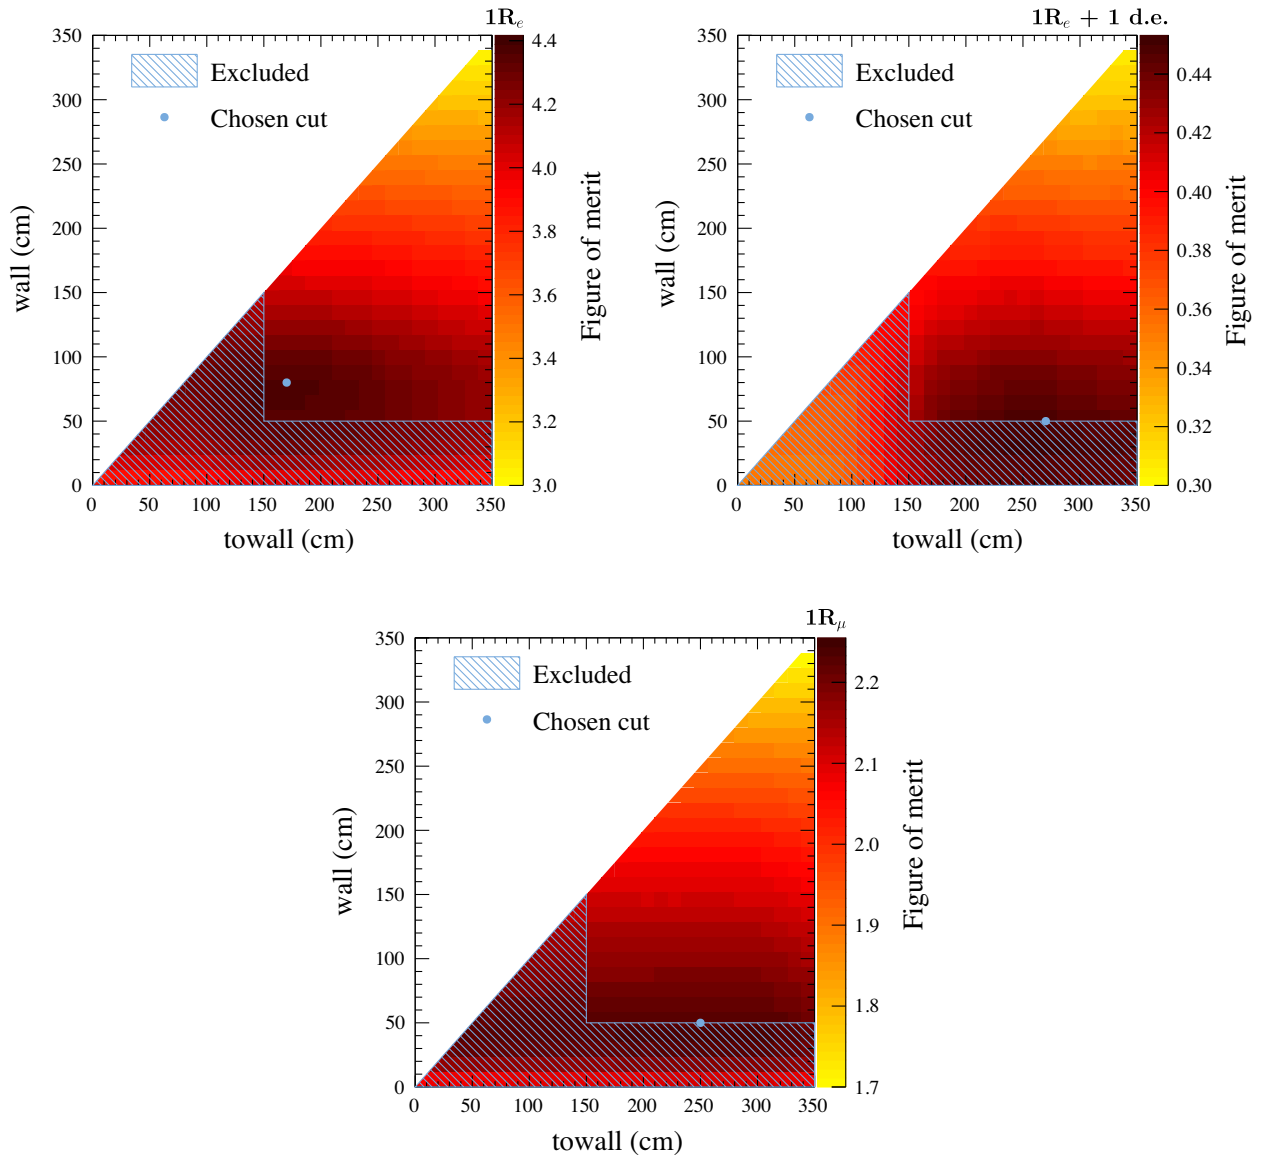 1Rₑ
350
300
250
200
150
100
50
0
wall (cm)
Excluded
Chosen cut
0 50 100 150 200 250 300 350
towall (cm)
4.4
4.2
4.0
3.8
3.6
3.4
3.2
3.0
Figure of merit
1Rₑ + 1 d.e.
350
300
250
200
150
100
50
0
wall (cm)
Excluded
Chosen cut
0 50 100 150 200 250 300 350
towall (cm)
0.44
0.42
0.40
0.38
0.36
0.34
0.32
0.30
Figure of merit
1R_μ
350
300
250
200
150
100
50
0
wall (cm)
Excluded
Chosen cut
0 50 100 150 200 250 300 350
towall (cm)
2.2
2.1
2.0
1.9
1.8
1.7
Figure of merit